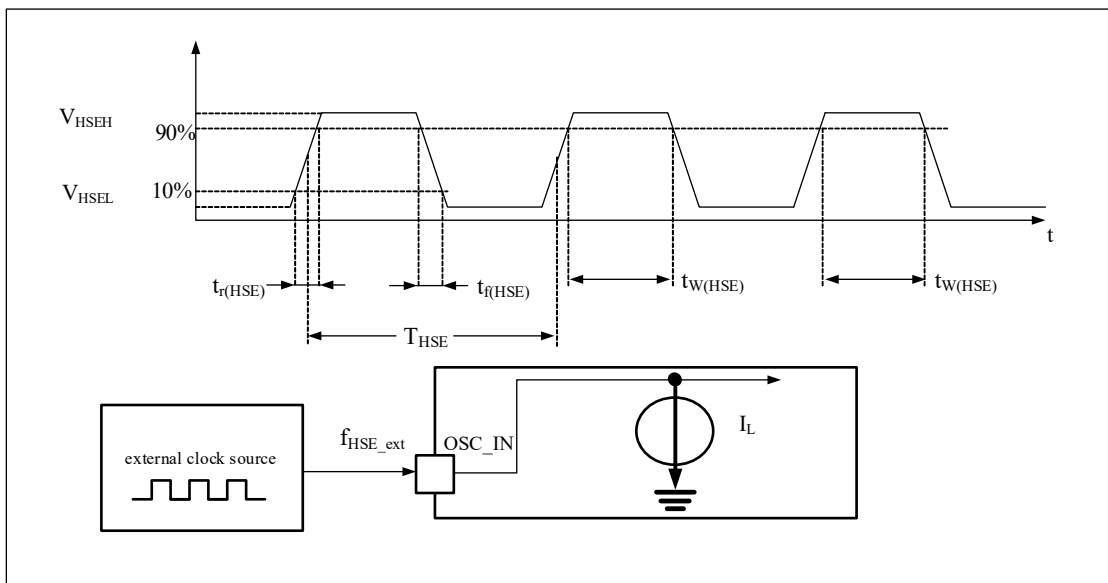 V_HSEH
90%
V_HSEL
10%
t
t_r(HSE)
t_f(HSE)
t_W(HSE)
t_W(HSE)
T_HSE
external clock source
f_HSE_ext
OSC_IN
I_L